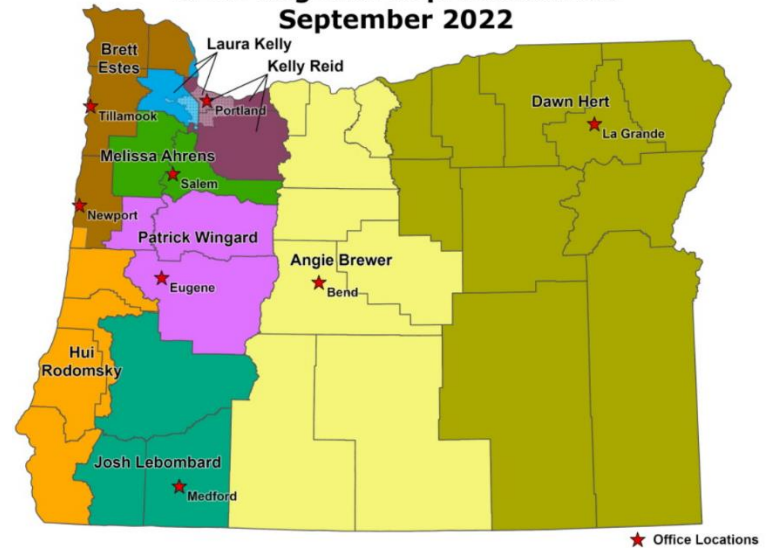 September 2022
Brett
Estes
Laura Kelly
Kelly Reid
Tillamook
Portland
Dawn Hert
La Grande
Melissa Ahrens
Salem
Newport
Patrick Wingard
Angie Brewer
Eugene
Bend
Hui
Rodomsky
Josh Lebombard
Medford
Office Locations